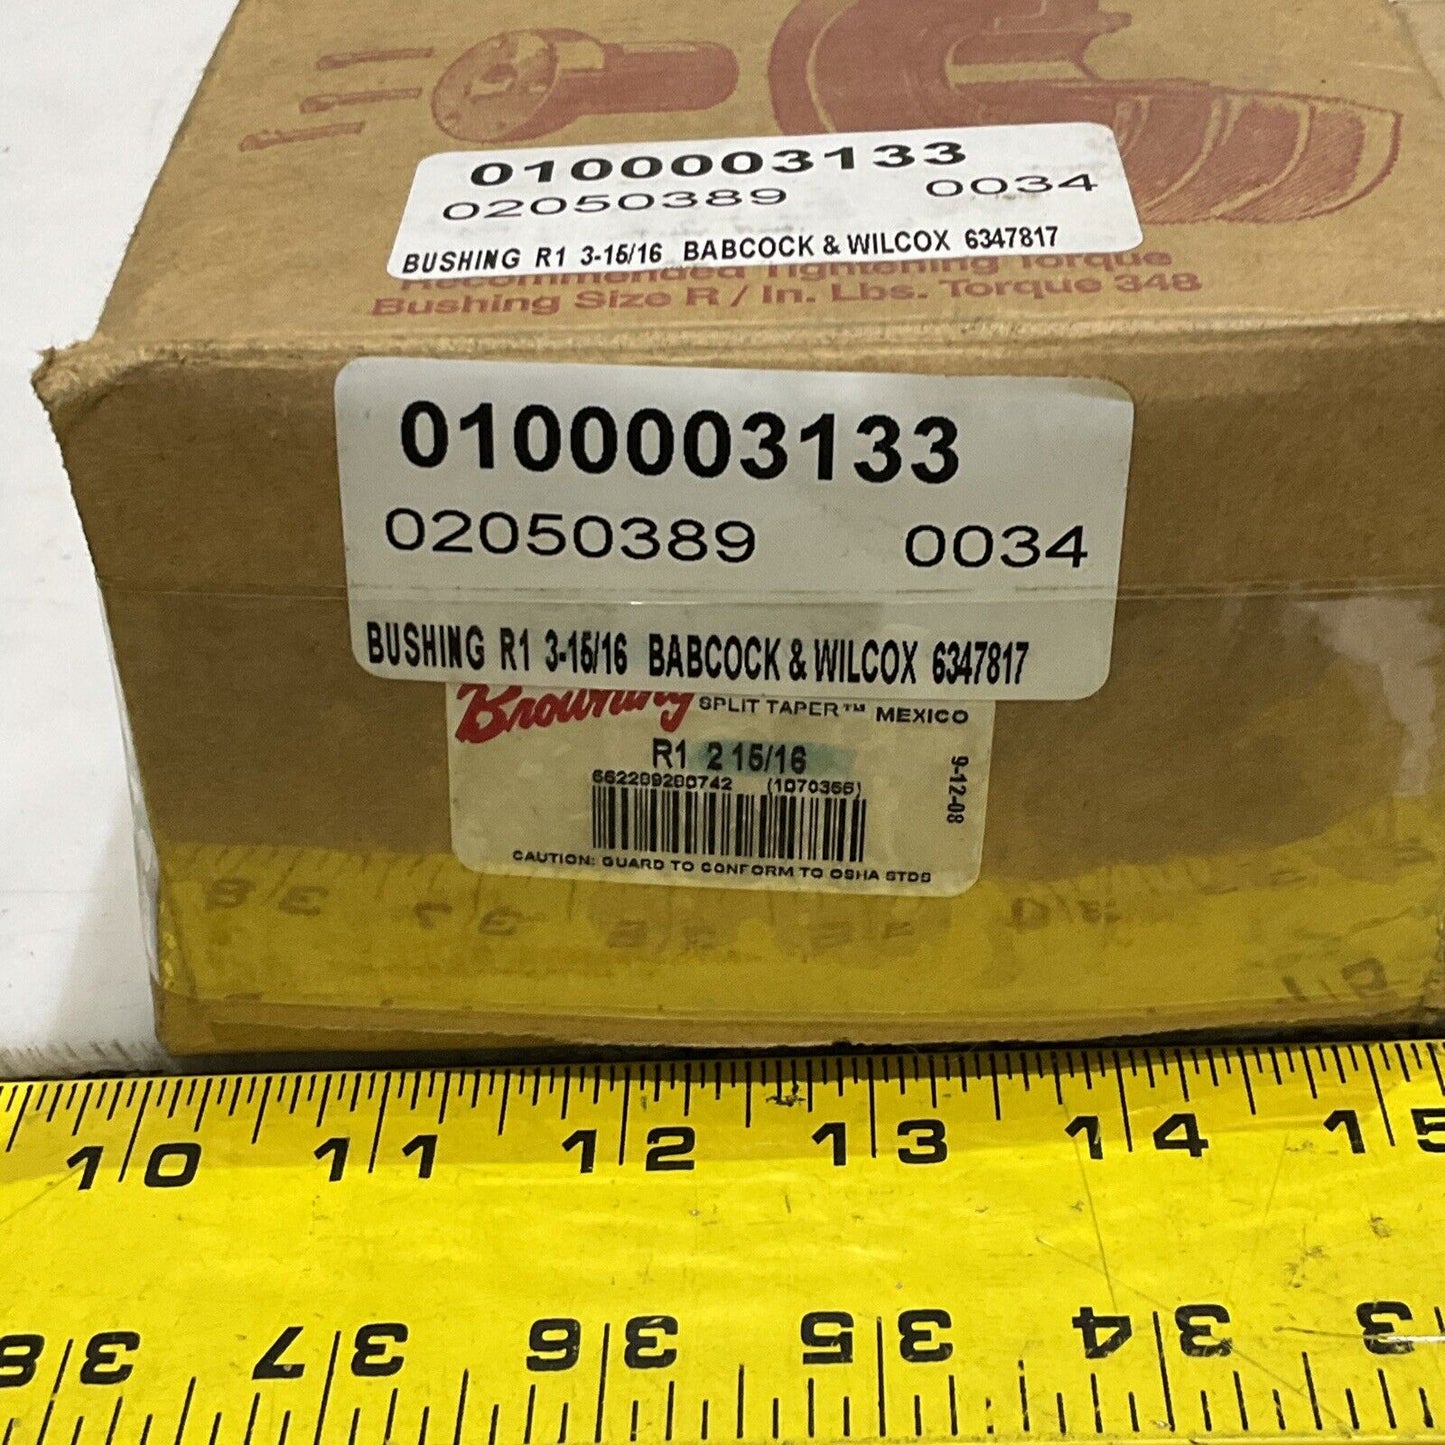 0100003133
02050389 0034
BUSHING R1 3-15/16 BABCOCK & WILCOX 6347817
Recommended Tightening Torque
Bushing Size R / In. Lbs. Torque 348
0100003133
02050389 0034
BUSHING R1 3-15/16 BABCOCK & WILCOX 6347817
Browning SPLIT TAPER™ MEXICO
R1 2 15/16
662209200742 (1070366)
9-12-08
CAUTION: GUARD TO CONFORM TO OSHA STDS
10 11 12 13 14 15
38 37 36 35 34 3